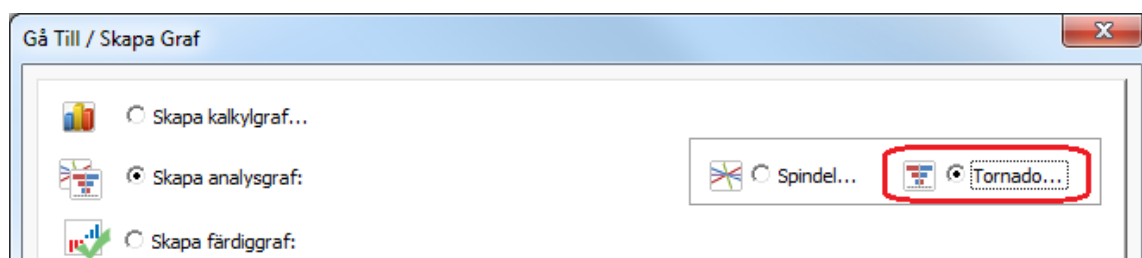 Gå Till / Skapa Graf
Skapa kalkylgraf...
Skapa analysgraf:
Spindel...
Tornado...
Skapa färdiggraf: